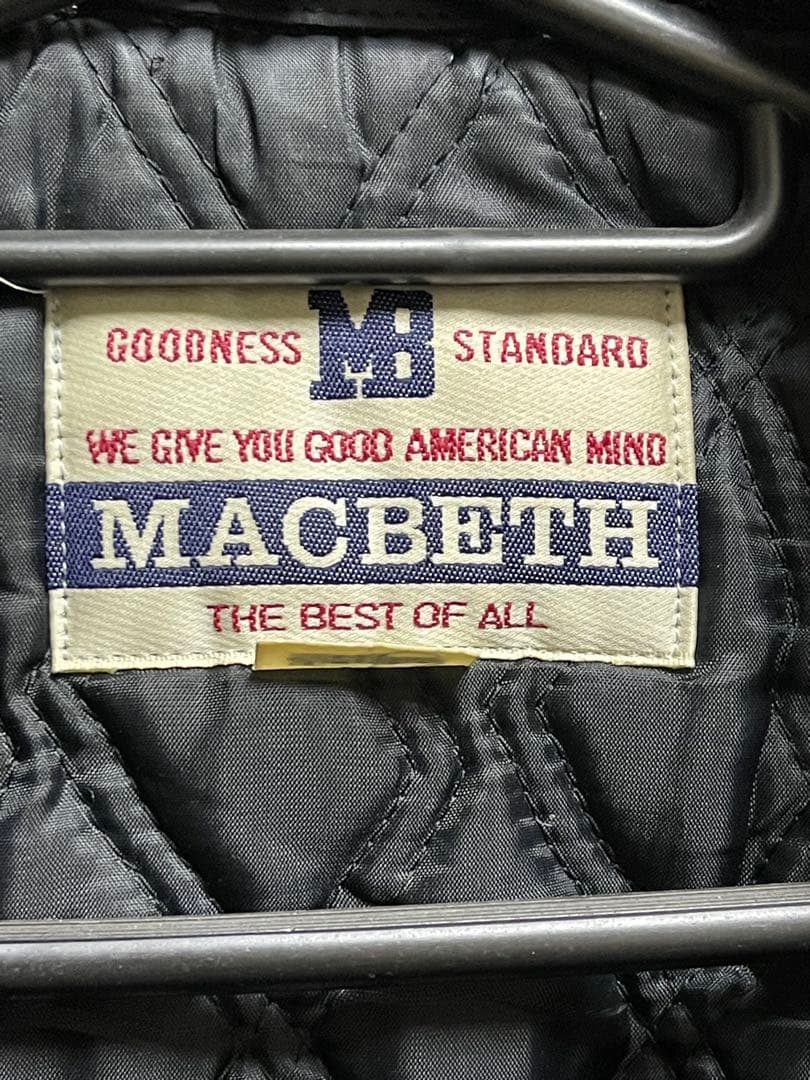 GOODNESS MB STANDARD
WE GIVE YOU GOOD AMERICAN MIND
MACBETH
THE BEST OF ALL